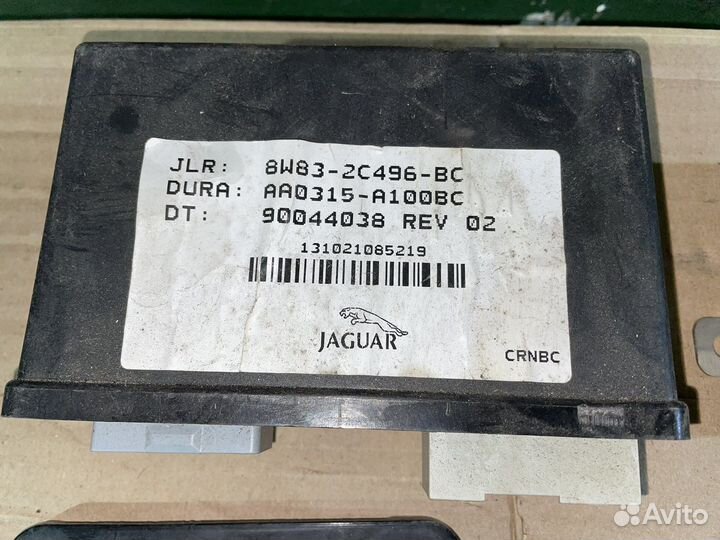 JLR: 8W83-2C496-BC
DURA: AA0315-A100BC
DT: 90044038 REV 02
131021085219
JAGUAR
CRNBC
Avito